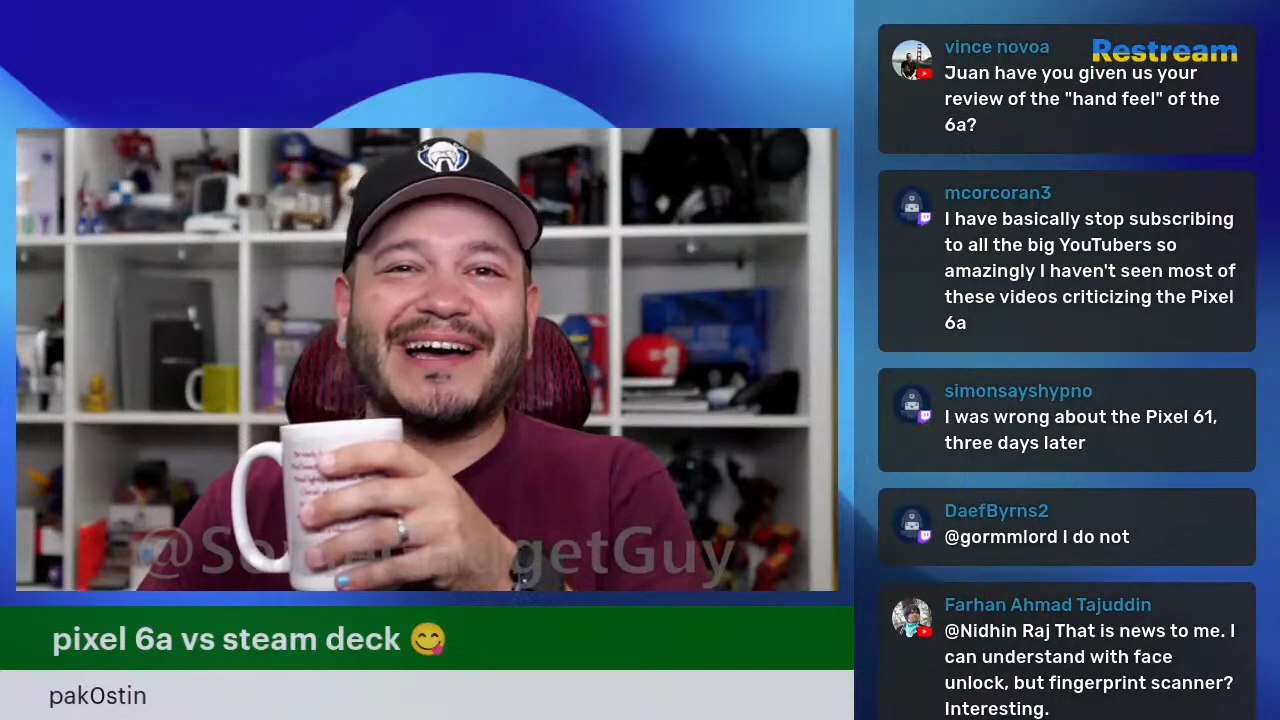 Restream
vince novoa
Juan have you given us your
review of the "hand feel" of the
6a?
mcorcoran3
I have basically stop subscribing
to all the big YouTubers so
amazingly I haven't seen most of
these videos criticizing the Pixel
6a
simonsayshypno
I was wrong about the Pixel 61,
three days later
DaefByrns2
@gormmlord I do not
Farhan Ahmad Tajuddin
@Nidhin Raj That is news to me. I
can understand with face
unlock, but fingerprint scanner?
Interesting.
@SomeGadgetGuy
pixel 6a vs steam deck 😋
pak0stin